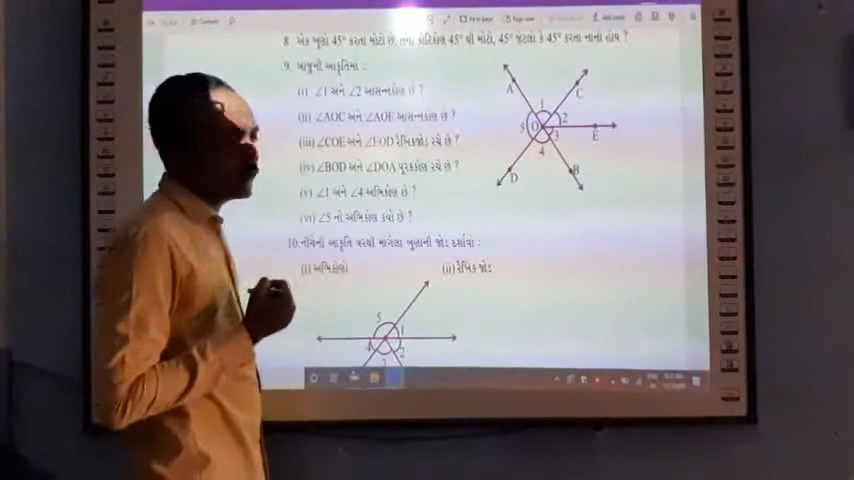 8 એક ખૂણો 45° કરતા મોટો છે. તેનો કોટિકોણ 45° થી મોટો, 45° જેટલો કે 45° કરતા નાનો હોય ?
9. બાજુની આકૃતિમાં :
(i) ∠1 અને ∠2 આસન્નકોણ છે ?
(ii) ∠AOC અને ∠AOE આસન્નકોણ છે ?
(iii) ∠COE અને ∠EOD રૈખિકજોડ રચે છે ?
(iv) ∠BOD અને ∠DOA પૂરકકોણ રચે છે ?
(v) ∠1 અને ∠4 અભિકોણ છે ?
(vi) ∠5 નો અભિકોણ કયો છે ?
A
C
1
2
5
O
3
E
4
D
B
10. નીચેની આકૃતિ પરથી માગેલા ખૂણાની જોડ દર્શાવો :
(i) અભિકોણો
(ii) રૈખિક જોડ
5
1
4
2
3